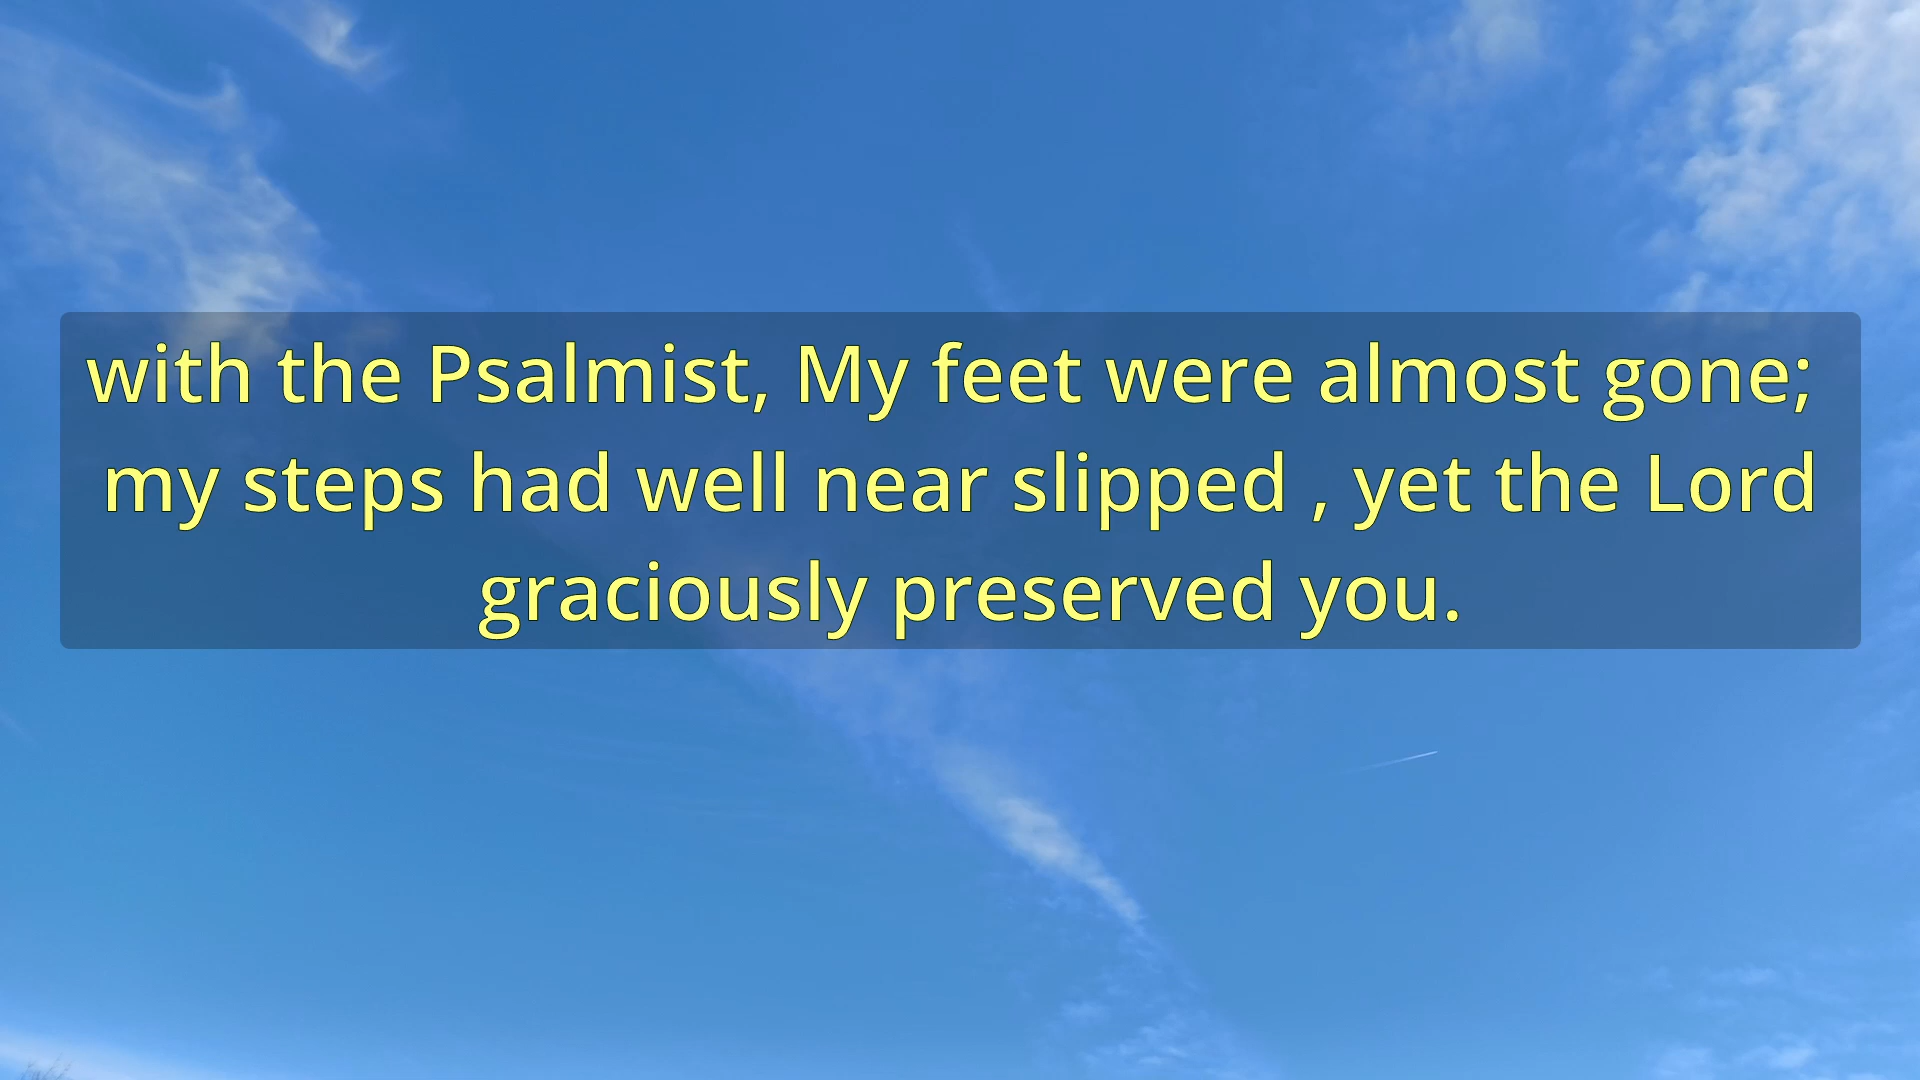 with the Psalmist, My feet were almost gone;
my steps had well near slipped , yet the Lord
graciously preserved you.